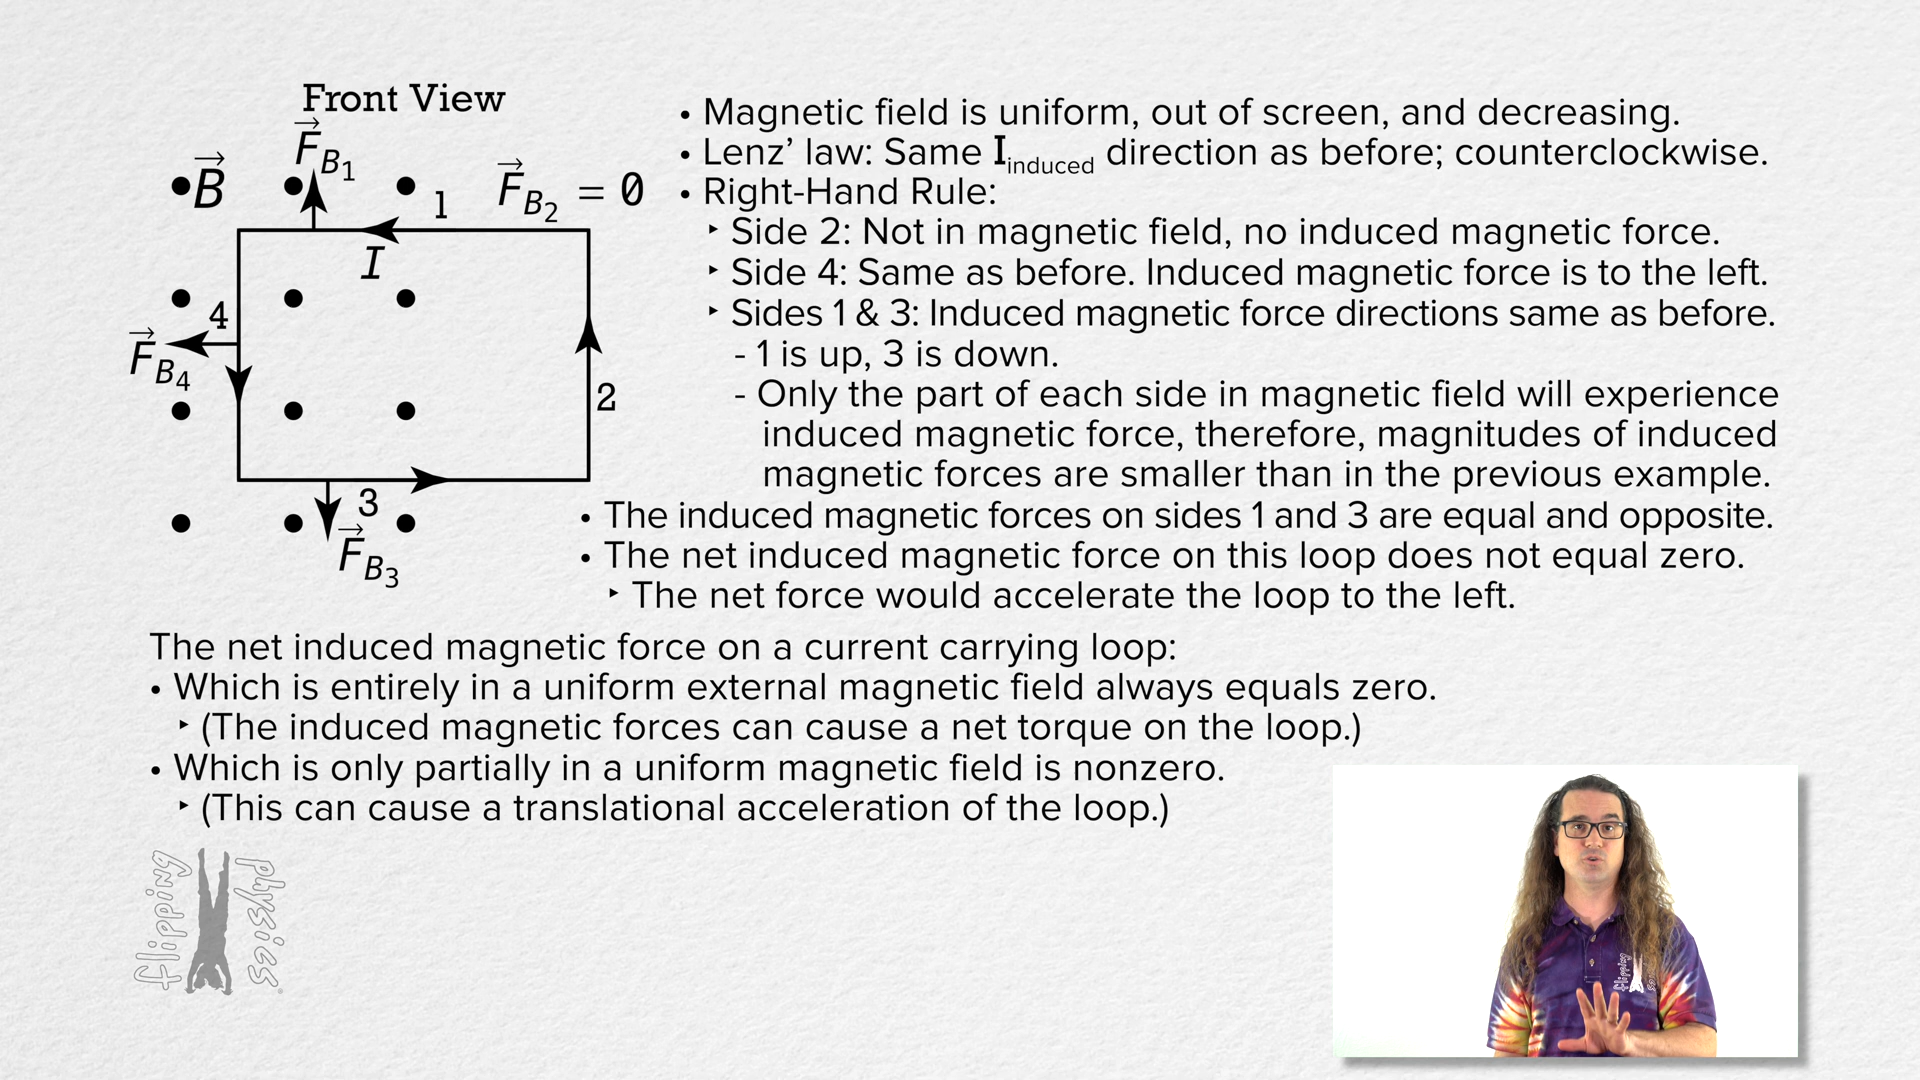 Front View
F⃗B₁
B⃗
1
F⃗B₂ = 0
I
4
F⃗B₄
2
3
F⃗B₃
• Magnetic field is uniform, out of screen, and decreasing.
• Lenz’ law: Same Iinduced direction as before; counterclockwise.
• Right-Hand Rule:
‣ Side 2: Not in magnetic field, no induced magnetic force.
‣ Side 4: Same as before. Induced magnetic force is to the left.
‣ Sides 1 & 3: Induced magnetic force directions same as before.
- 1 is up, 3 is down.
- Only the part of each side in magnetic field will experience
induced magnetic force, therefore, magnitudes of induced
magnetic forces are smaller than in the previous example.
• The induced magnetic forces on sides 1 and 3 are equal and opposite.
• The net induced magnetic force on this loop does not equal zero.
‣ The net force would accelerate the loop to the left.
The net induced magnetic force on a current carrying loop:
• Which is entirely in a uniform external magnetic field always equals zero.
‣ (The induced magnetic forces can cause a net torque on the loop.)
• Which is only partially in a uniform magnetic field is nonzero.
‣ (This can cause a translational acceleration of the loop.)
flipping physics
flipping